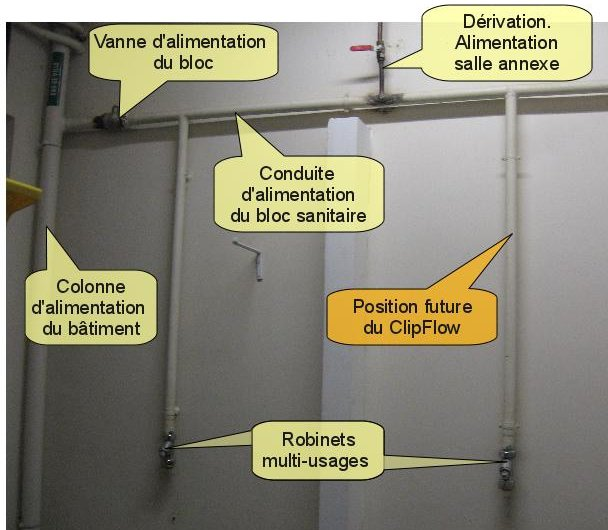 Vanne d'alimentation
du bloc
Dérivation.
Alimentation
salle annexe
Conduite
d'alimentation
du bloc sanitaire
Colonne
d'alimentation
du bâtiment
Position future
du ClipFlow
Robinets
multi-usages